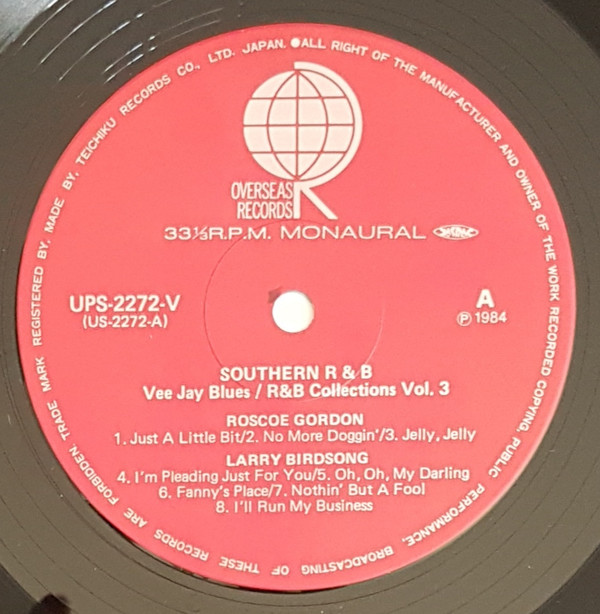 REGISTERED BY. MADE BY. TEICHIKU RECORDS CO., LTD. JAPAN. ●ALL RIGHT OF THE MANUFACTURER AND OWNER OF THE WORK RECORDED COPYING, PUBLIC PERFORMANCE, BROADCASTING OF THESE RECORDS ARE FORBIDDEN. TRADE MARK
OVERSEAS
RECORDS
33⅓R.P.M. MONAURAL
UPS-2272-V
(US-2272-A)
A
Ⓟ1984
SOUTHERN R & B
Vee Jay Blues / R&B Collections Vol. 3
ROSCOE GORDON
1. Just A Little Bit/2. No More Doggin'/3. Jelly, Jelly
LARRY BIRDSONG
4. I'm Pleading Just For You/5. Oh, Oh, My Darling
6. Fanny's Place/7. Nothin' But A Fool
8. I'll Run My Business